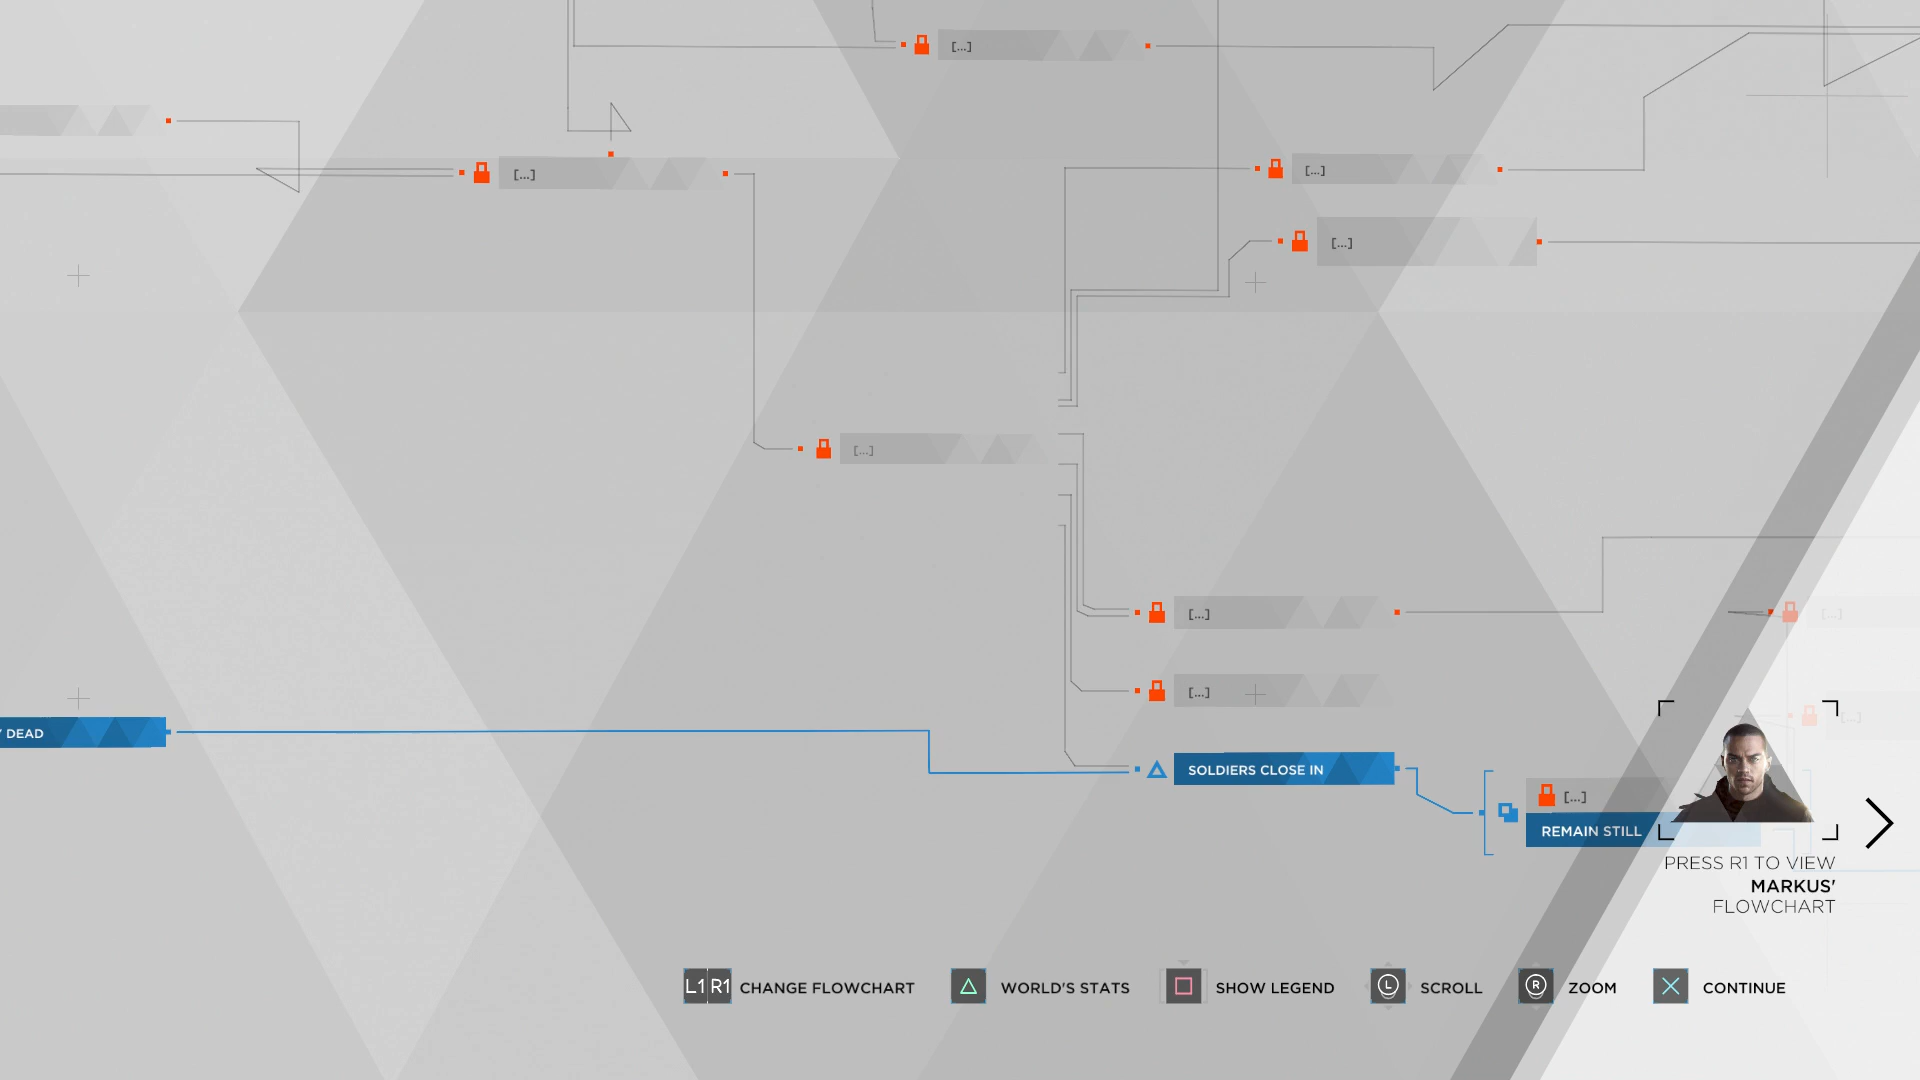 [...]
[...]
[...]
[...]
[...]
[...]
[...]
[...]
[...]
DEAD
SOLDIERS CLOSE IN
[...]
REMAIN STILL
PRESS R1 TO VIEW
MARKUS'
FLOWCHART
L1 R1 CHANGE FLOWCHART
WORLD'S STATS
SHOW LEGEND
L SCROLL
R ZOOM
CONTINUE